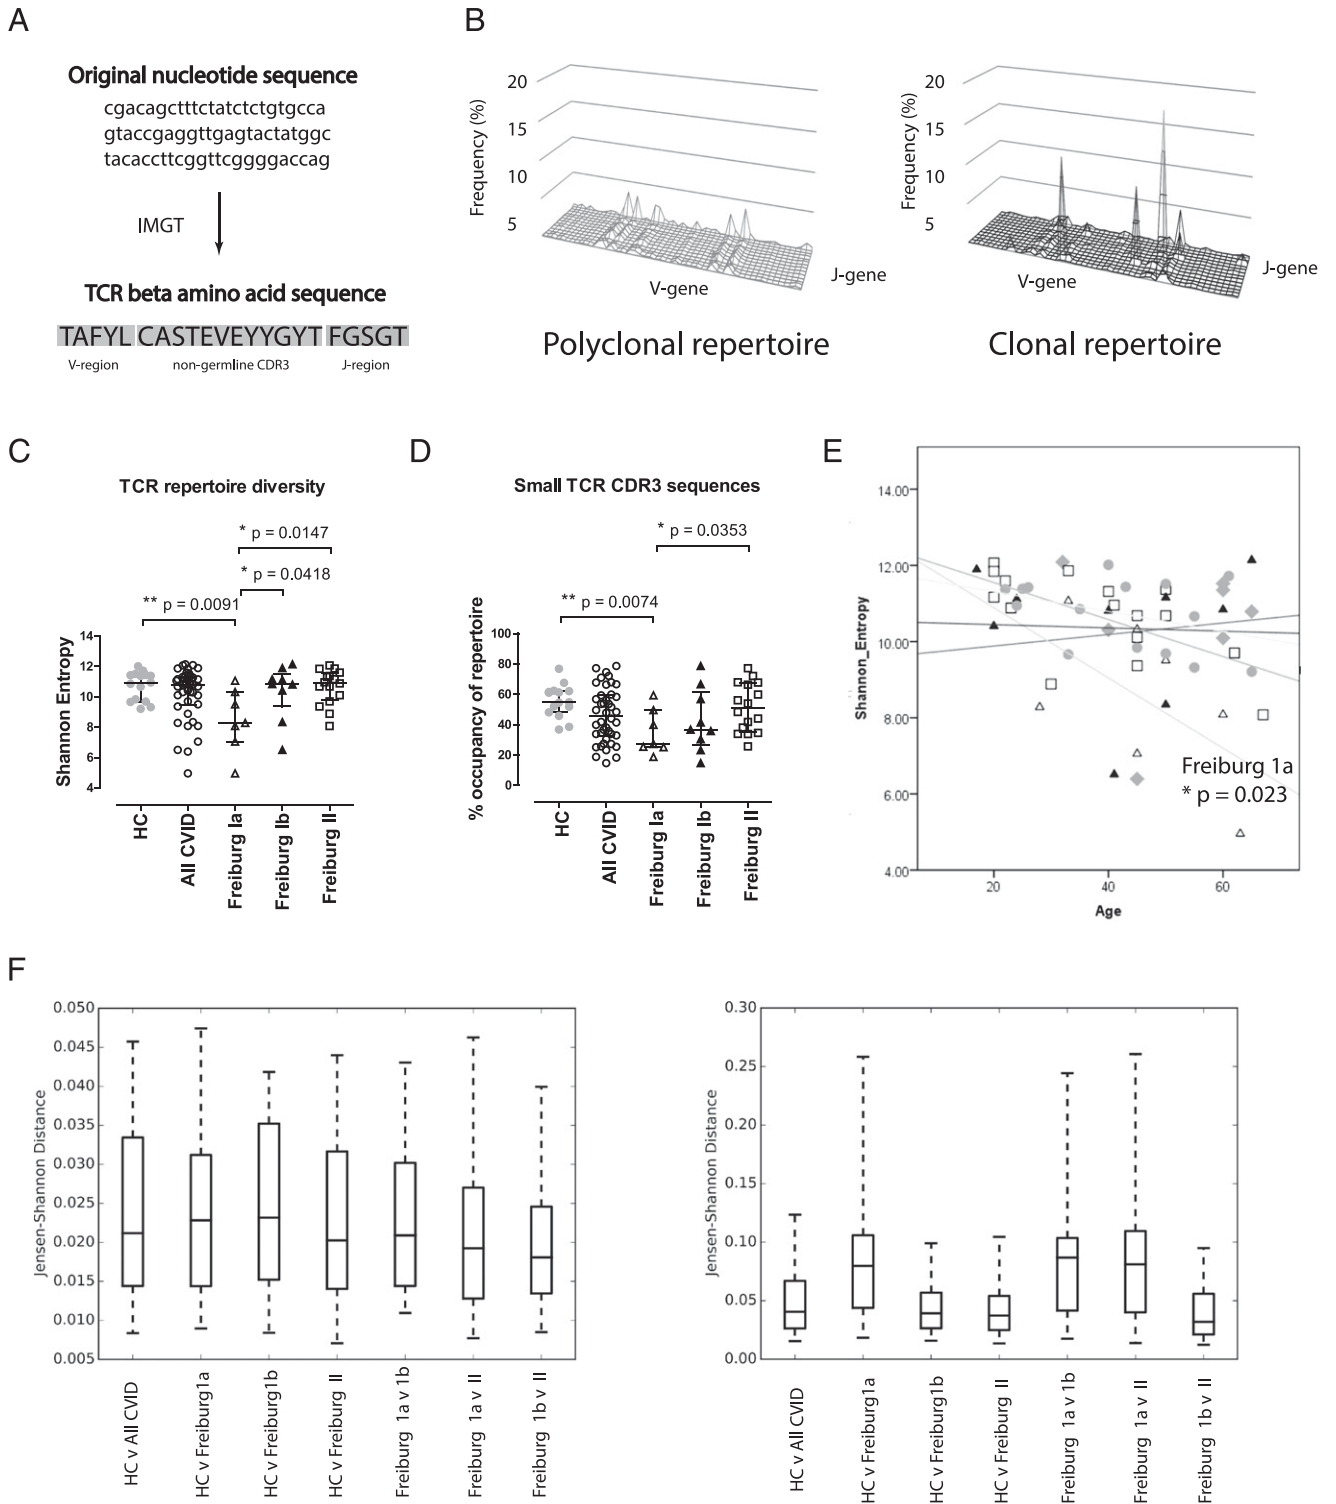 A
Original nucleotide sequence
cgacagctttctatctctgtgcca
gtaccgaggttgagtactatggc
tacaccttcggttcggggaccag
IMGT
TCR beta amino acid sequence
TAFYL CASTEVEYYGYT FGSGT
V-region non-germline CDR3 J-region
B
Frequency (%)
20
15
10
5
V-gene
J-gene
Polyclonal repertoire
Frequency (%)
20
15
10
5
V-gene
J-gene
Clonal repertoire
C
TCR repertoire diversity
* p = 0.0147
* p = 0.0418
** p = 0.0091
Shannon Entropy
14
12
10
8
6
4
HC
All CVID
Freiburg Ia
Freiburg Ib
Freiburg II
D
Small TCR CDR3 sequences
* p = 0.0353
** p = 0.0074
% occupancy of repertoire
100
80
60
40
20
0
HC
All CVID
Freiburg Ia
Freiburg Ib
Freiburg II
E
Shannon_Entropy
14.00
12.00
10.00
8.00
6.00
4.00
Freiburg 1a
* p = 0.023
20 40 60
Age
F
Jensen-Shannon Distance
0.050
0.045
0.040
0.035
0.030
0.025
0.020
0.015
0.010
0.005
HC v All CVID
HC v Freiburg1a
HC v Freiburg1b
HC v Freiburg II
Freiburg 1a v 1b
Freiburg 1a v II
Freiburg 1b v II
Jensen-Shannon Distance
0.30
0.25
0.20
0.15
0.10
0.05
0.00
HC v All CVID
HC v Freiburg1a
HC v Freiburg1b
HC v Freiburg II
Freiburg 1a v 1b
Freiburg 1a v II
Freiburg 1b v II